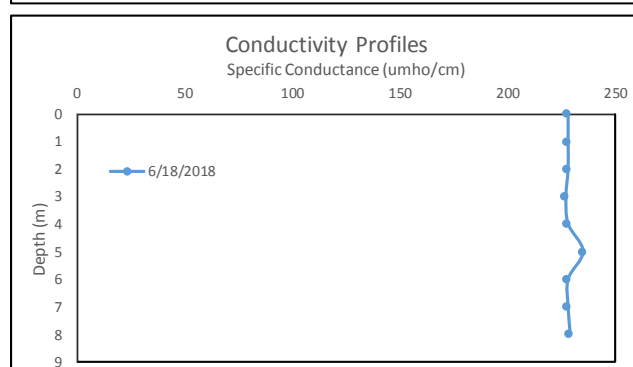 Conductivity Profiles
Specific Conductance (umho/cm)
0 50 100 150 200 250
0
1
2
3
4
5
6
7
8
9
Depth (m)
6/18/2018